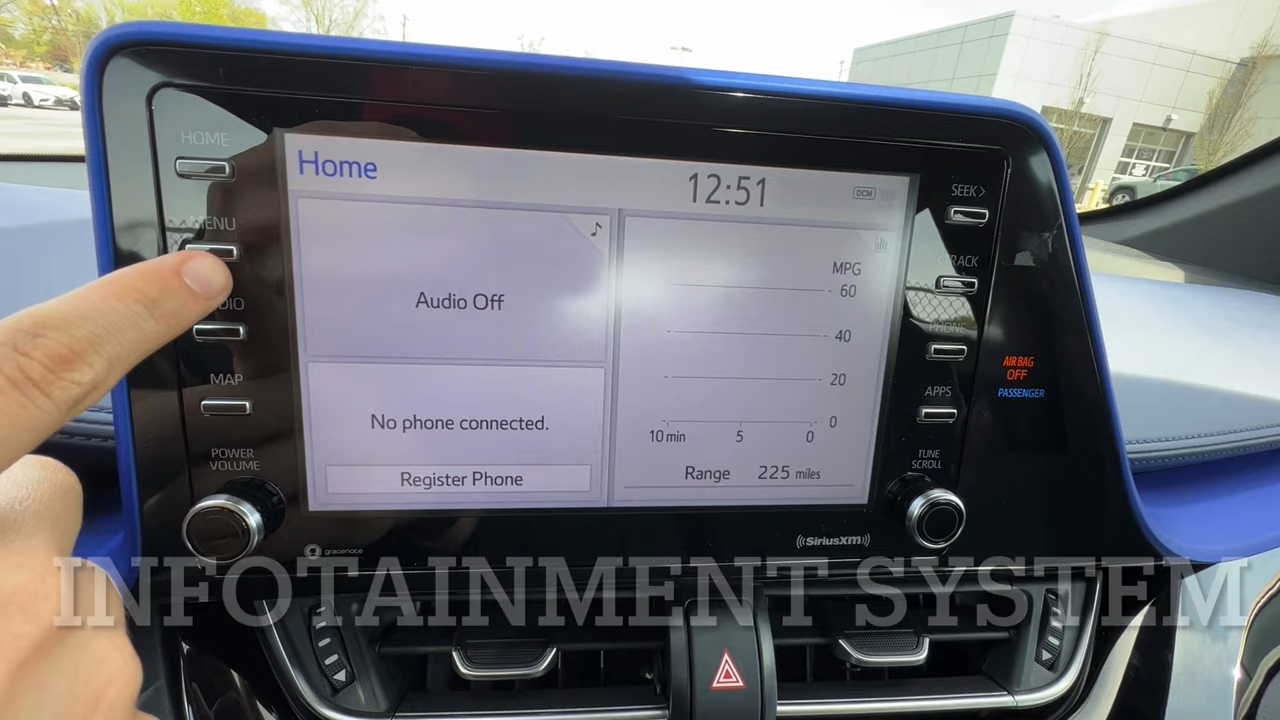 HOME
MENU
MAP
POWER
VOLUME
Home
12:51
DCM
Audio Off
No phone connected.
Register Phone
MPG
60
40
20
0
10 min 5 0
Range 225 miles
SEEK>
PHONE
APPS
TUNE
SCROLL
AIR BAG
OFF
PASSENGER
gracenote
((SiriusXM))
INFOTAINMENT SYSTEM